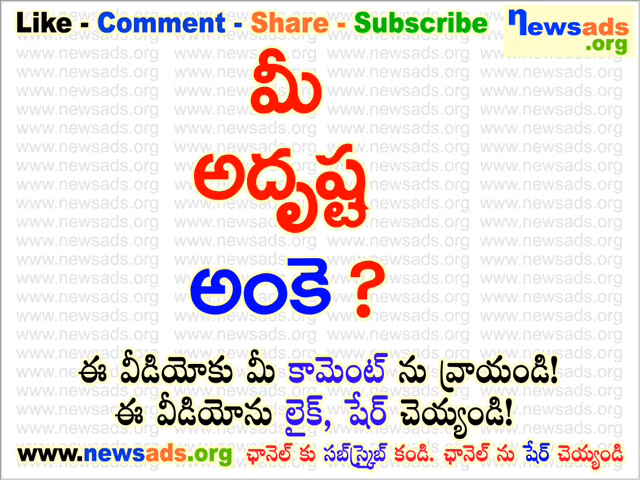 Like - Comment - Share - Subscribe
newsads
.org
మీ
అదృష్ట
అంకె ?
ఈ వీడియోకు మీ కామెంట్ ను వ్రాయండి!
ఈ వీడియోను లైక్, షేర్ చెయ్యండి!
www.newsads.org ఛానెల్ కు సబ్‌స్క్రైబ్ కండి. ఛానెల్ ను షేర్ చెయ్యండి